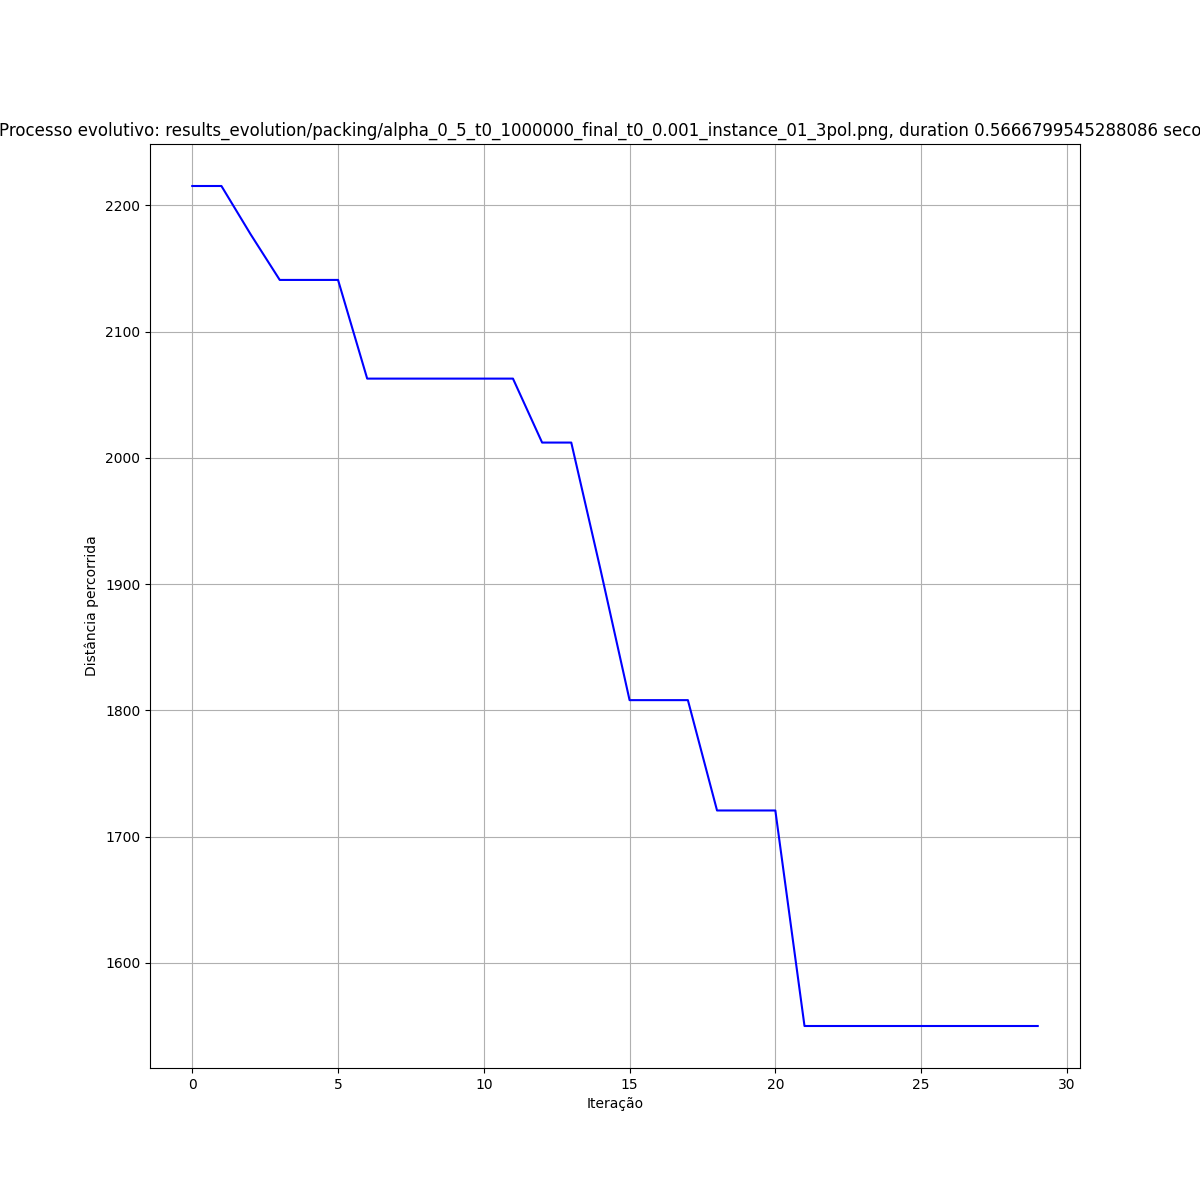 Processo evolutivo: results_evolution/packing/alpha_0_5_t0_1000000_final_t0_0.001_instance_01_3pol.png, duration 0.5666799545288086 seco
2200
2100
2000
1900
1800
1700
1600
Distância percorrida
0 5 10 15 20 25 30
Iteração